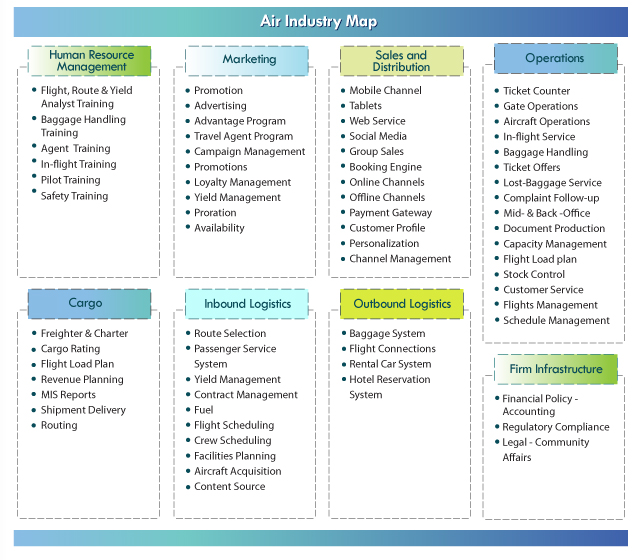 Air Industry Map
Human Resource
Management
Flight, Route & Yield
Analyst Training
Baggage Handling
Training
Agent Training
In-flight Training
Pilot Training
Safety Training
Marketing
Promotion
Advertising
Advantage Program
Travel Agent Program
Campaign Management
Promotions
Loyalty Management
Yield Management
Proration
Availability
Sales and
Distribution
Mobile Channel
Tablets
Web Service
Social Media
Group Sales
Booking Engine
Online Channels
Offline Channels
Payment Gateway
Customer Profile
Personalization
Channel Management
Operations
Ticket Counter
Gate Operations
Aircraft Operations
In-flight Service
Baggage Handling
Ticket Offers
Lost-Baggage Service
Complaint Follow-up
Mid- & Back -Office
Document Production
Capacity Management
Flight Load plan
Stock Control
Customer Service
Flights Management
Schedule Management
Cargo
Freighter & Charter
Cargo Rating
Flight Load Plan
Revenue Planning
MIS Reports
Shipment Delivery
Routing
Inbound Logistics
Route Selection
Passenger Service
System
Yield Management
Contract Management
Fuel
Flight Scheduling
Crew Scheduling
Facilities Planning
Aircraft Acquisition
Content Source
Outbound Logistics
Baggage System
Flight Connections
Rental Car System
Hotel Reservation
System
Firm Infrastructure
Financial Policy -
Accounting
Regulatory Compliance
Legal - Community
Affairs